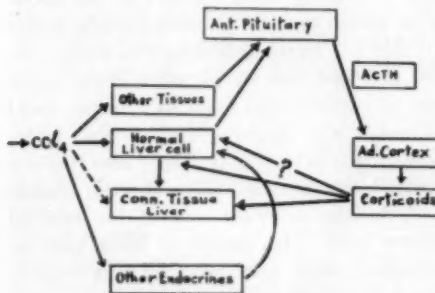 Ant. Pituitary
ACTH
Other Tissues
CCl4
Normal
Liver cell
Ad. Cortex
?
Conn. Tissue
Liver
Corticoids
Other Endocrines